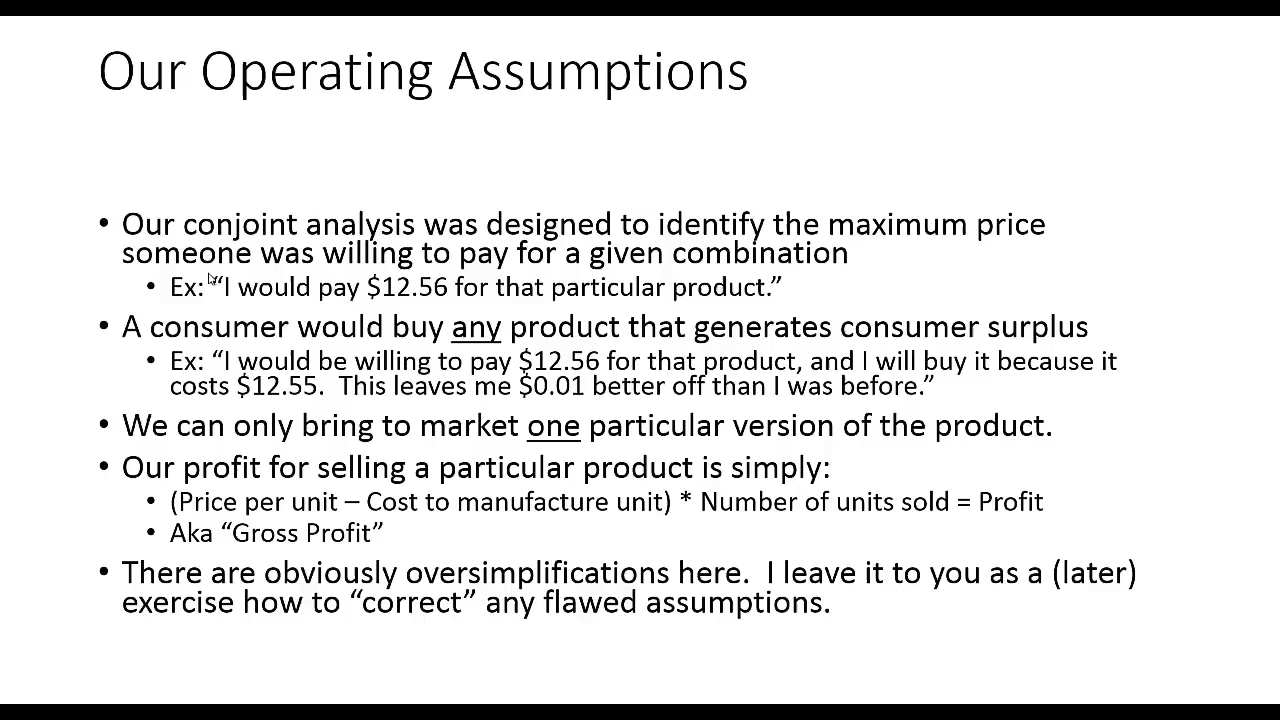 Our Operating Assumptions
• Our conjoint analysis was designed to identify the maximum price
someone was willing to pay for a given combination
• Ex: “I would pay $12.56 for that particular product.”
• A consumer would buy any product that generates consumer surplus
• Ex: “I would be willing to pay $12.56 for that product, and I will buy it because it
costs $12.55.  This leaves me $0.01 better off than I was before.”
• We can only bring to market one particular version of the product.
• Our profit for selling a particular product is simply:
• (Price per unit – Cost to manufacture unit) * Number of units sold = Profit
• Aka “Gross Profit”
• There are obviously oversimplifications here.  I leave it to you as a (later)
exercise how to “correct” any flawed assumptions.